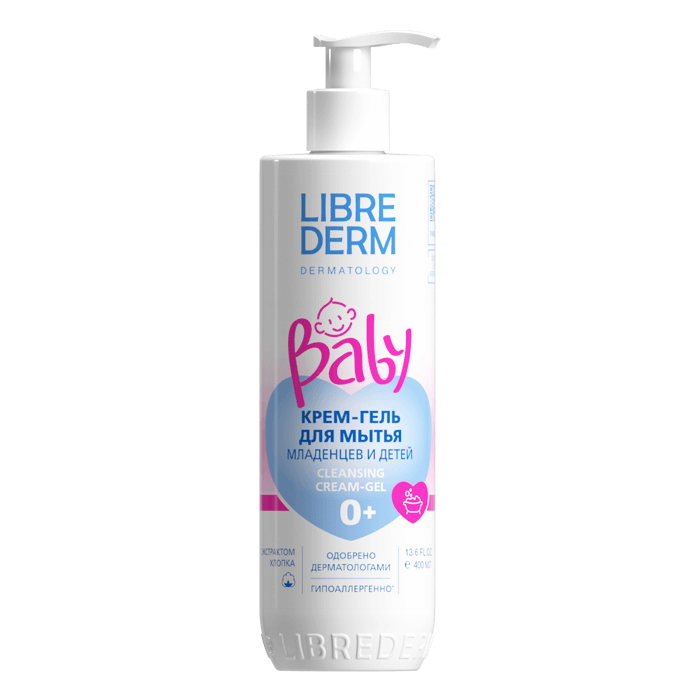 LIBRE
DERM
DERMATOLOGY
Baby
КРЕМ-ГЕЛЬ
ДЛЯ МЫТЬЯ
МЛАДЕНЦЕВ И ДЕТЕЙ
CLEANSING
CREAM-GEL
0+
ЭКСТРАКТОМ
ХЛОПКА
ОДОБРЕНО
ДЕРМАТОЛОГАМИ
ГИПОАЛЛЕРГЕННО*
13.6 FL OZ
℮ 400 МЛ
LIBREDERM